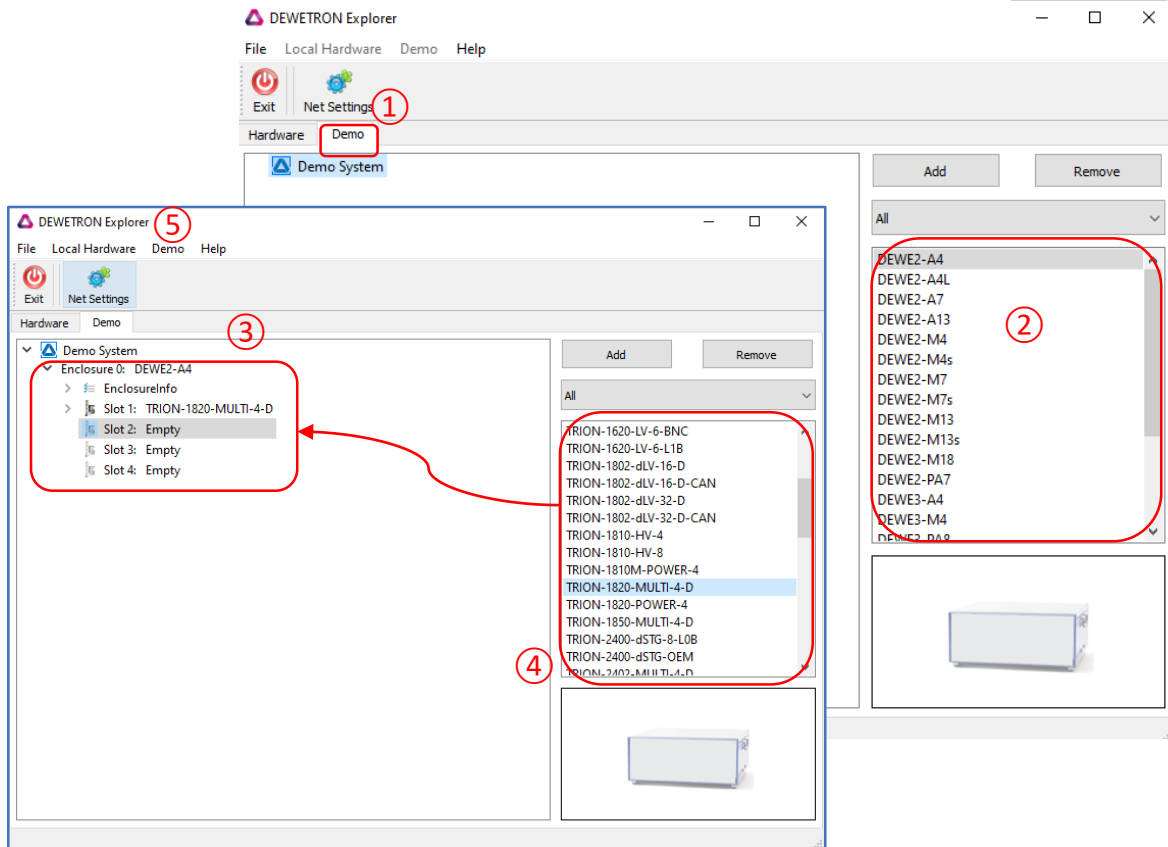 DEWETRON Explorer
File Local Hardware Demo Help
Exit Net Settings ①
Hardware Demo
Demo System
Add Remove
All
DEWE2-A4
DEWE2-A4L
DEWE2-A7
DEWE2-A13
DEWE2-M4
DEWE2-M4s
DEWE2-M7
DEWE2-M7s
DEWE2-M13
DEWE2-M13s
DEWE2-M18
DEWE2-PA7
DEWE3-A4
DEWE3-M4
DEWE3-PA8
②
DEWETRON Explorer ⑤
File Local Hardware Demo Help
Exit Net Settings
Hardware Demo
③
Demo System
Enclosure 0: DEWE2-A4
EnclosureInfo
Slot 1: TRION-1820-MULTI-4-D
Slot 2: Empty
Slot 3: Empty
Slot 4: Empty
Add Remove
All
TRION-1620-LV-6-BNC
TRION-1620-LV-6-L1B
TRION-1802-dLV-16-D
TRION-1802-dLV-16-D-CAN
TRION-1802-dLV-32-D
TRION-1802-dLV-32-D-CAN
TRION-1810-HV-4
TRION-1810-HV-8
TRION-1810M-POWER-4
TRION-1820-MULTI-4-D
TRION-1820-POWER-4
TRION-1850-MULTI-4-D
TRION-2400-dSTG-8-L0B
TRION-2400-dSTG-OEM
TRION-2402-MULTI-4-D
④